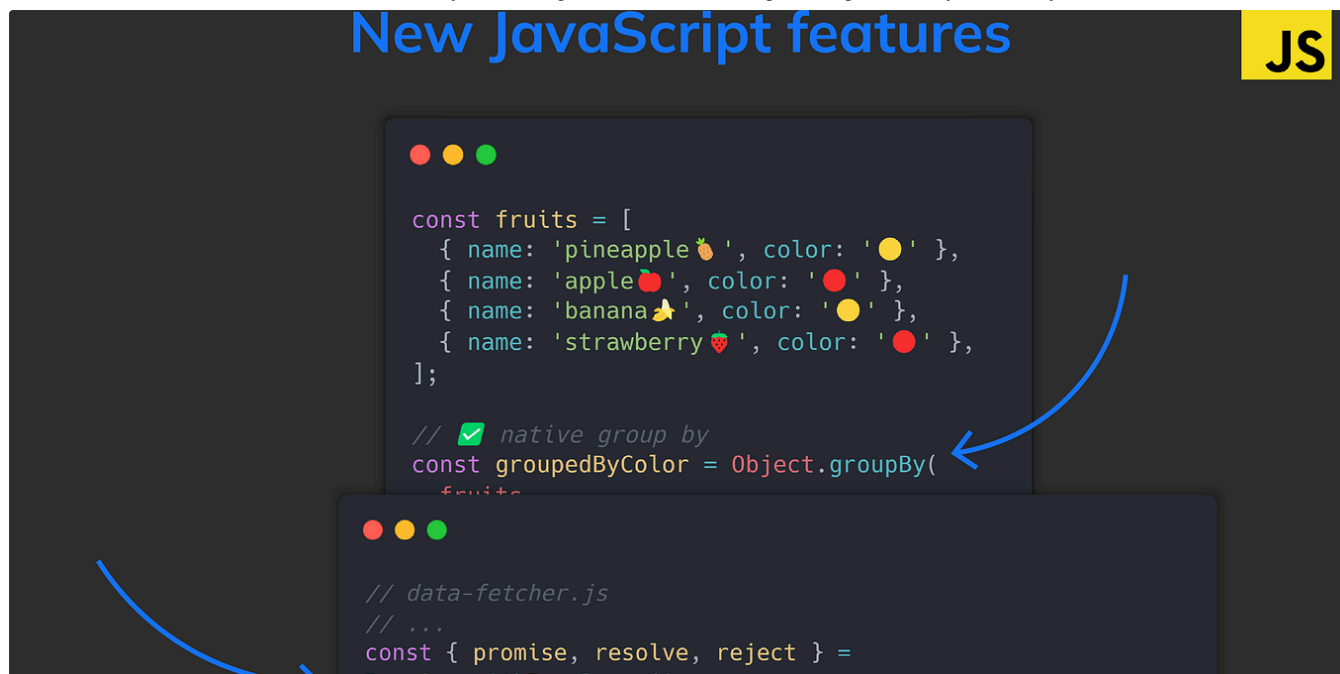 New JavaScript features
JS
const fruits = [
  { name: 'pineapple🍍', color: '🟡' },
  { name: 'apple🍎', color: '🔴' },
  { name: 'banana🍌', color: '🟡' },
  { name: 'strawberry🍓', color: '🔴' },
];
// ✅ native group by
const groupedByColor = Object.groupBy(
  fruits
// data-fetcher.js
// ...
const { promise, resolve, reject } =